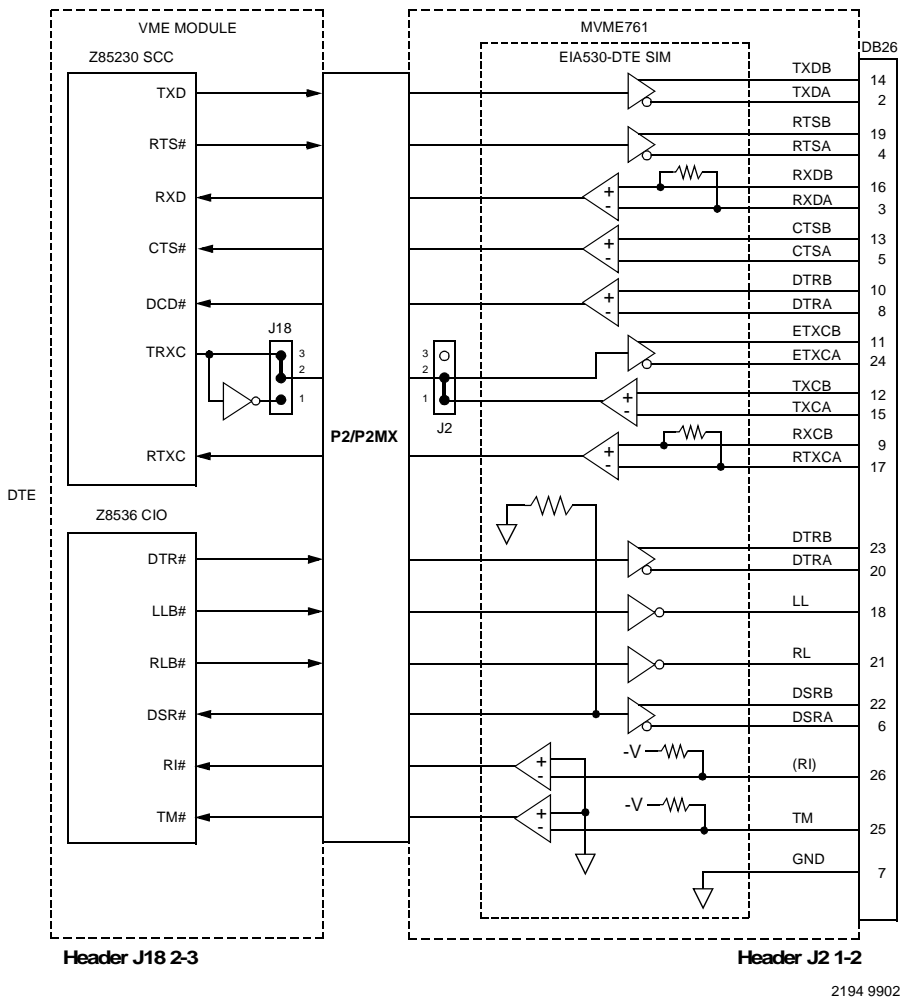 VME MODULE
MVME761
Z85230 SCC
EIA530-DTE SIM
DB26
TXD
TXDB
14
TXDA
2
RTS#
RTSB
19
RTSA
4
RXD
+
-
RXDB
16
RXDA
3
CTS#
+
-
CTSB
13
CTSA
5
DCD#
+
-
DTRB
10
DTRA
8
TRXC
J18
3
2
1
3
2
1
J2
ETXCB
11
ETXCA
24
+
-
TXCB
12
TXCA
15
P2/P2MX
RTXC
+
-
RXCB
9
RTXCA
17
DTE
Z8536 CIO
DTR#
DTRB
23
DTRA
20
LLB#
LL
18
RLB#
RL
21
DSR#
DSRB
22
DSRA
6
RI#
+
-
-V
(RI)
26
TM#
+
-
-V
TM
25
GND
7
Header J18 2-3
Header J2 1-2
2194 9902